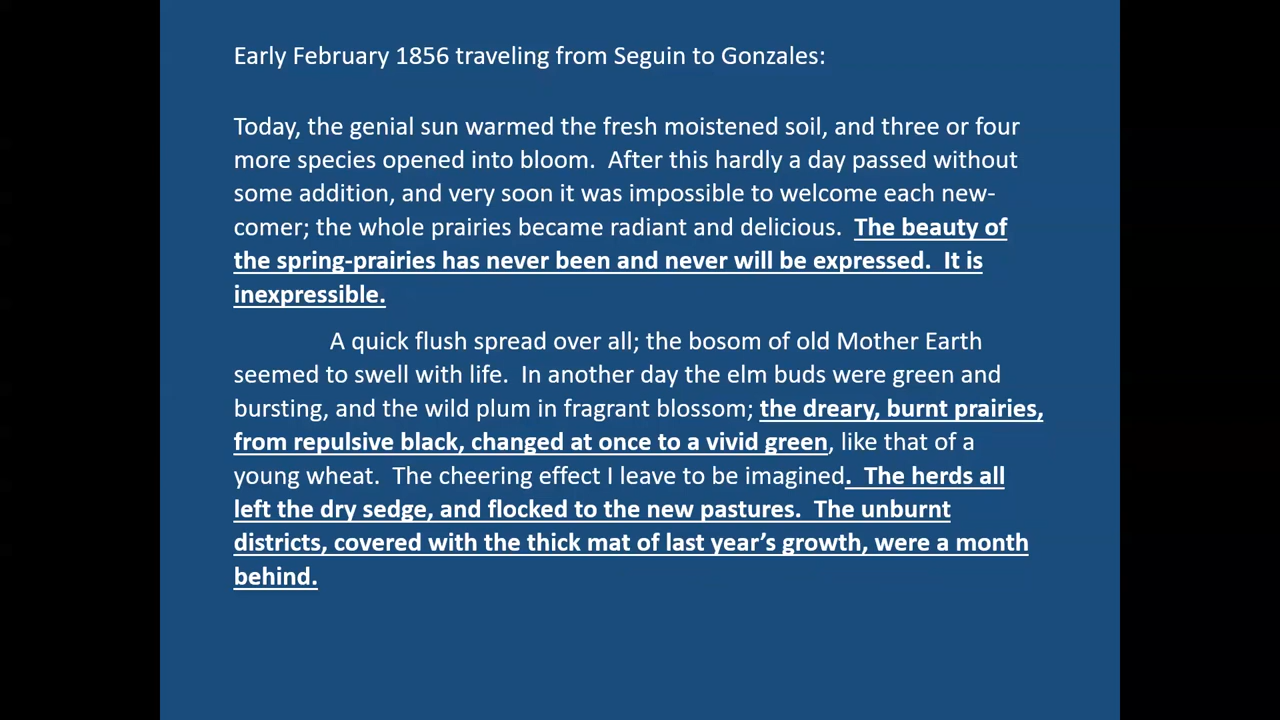 Early February 1856 traveling from Seguin to Gonzales:
Today, the genial sun warmed the fresh moistened soil, and three or four
more species opened into bloom.  After this hardly a day passed without
some addition, and very soon it was impossible to welcome each new-
comer; the whole prairies became radiant and delicious.  The beauty of
the spring-prairies has never been and never will be expressed.  It is
inexpressible.
A quick flush spread over all; the bosom of old Mother Earth
seemed to swell with life.  In another day the elm buds were green and
bursting, and the wild plum in fragrant blossom; the dreary, burnt prairies,
from repulsive black, changed at once to a vivid green, like that of a
young wheat.  The cheering effect I leave to be imagined.  The herds all
left the dry sedge, and flocked to the new pastures.  The unburnt
districts, covered with the thick mat of last year’s growth, were a month
behind.